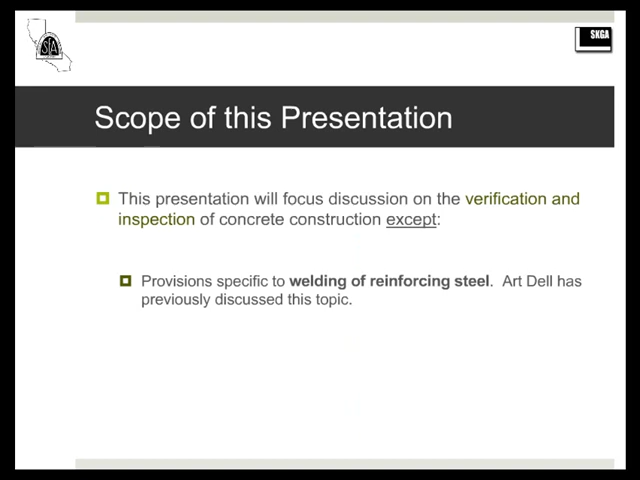 SKGA
Scope of this Presentation
This presentation will focus discussion on the verification and
inspection of concrete construction except:
Provisions specific to welding of reinforcing steel. Art Dell has
previously discussed this topic.